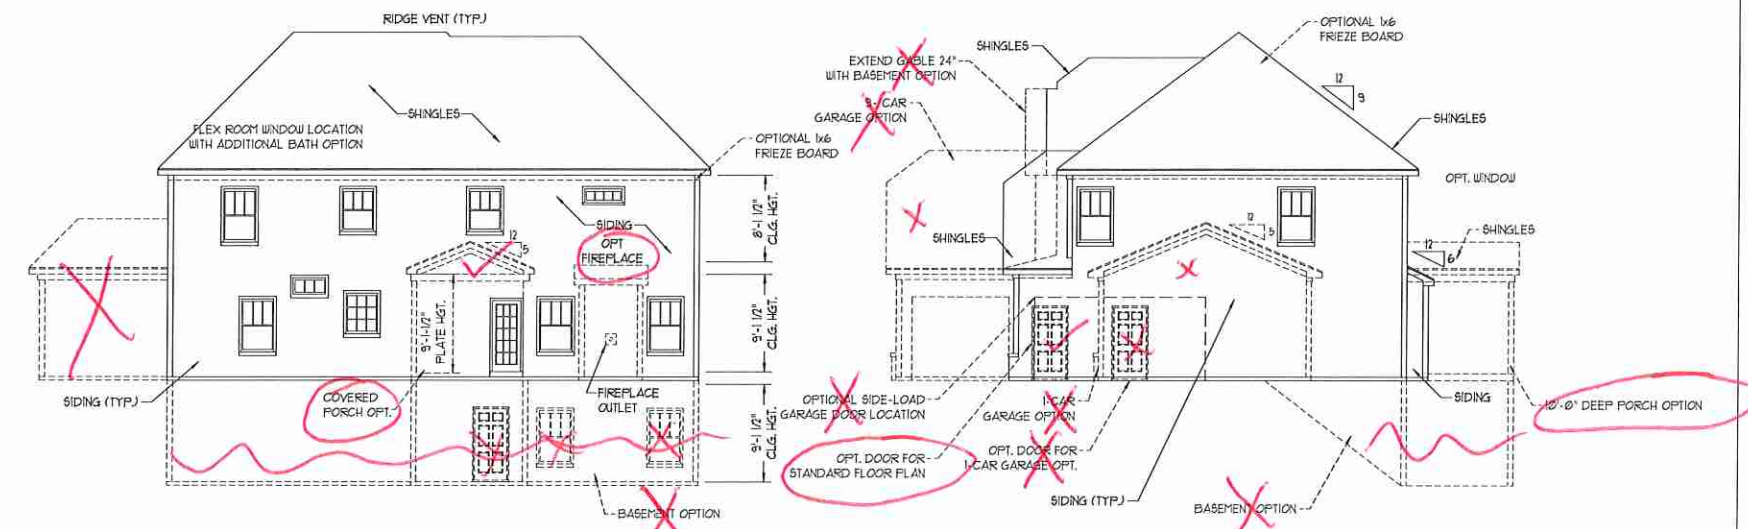 RIDGE VENT (TYP.)
SHINGLES
FLEX ROOM WINDOW LOCATION
WITH ADDITIONAL BATH OPTION
OPTIONAL 1x6
FRIEZE BOARD
SIDING
12
5
OPT
FIREPLACE
8'-1 1/2"
CLG. HGT.
9'-1-1/2"
PLATE HGT.
9'-1 1/2"
CLG. HGT.
SIDING (TYP.)
COVERED
PORCH OPT.
FIREPLACE
OUTLET
9'-1 1/2"
CLG. HGT.
BASEMENT OPTION
OPTIONAL 1x6
FRIEZE BOARD
SHINGLES
EXTEND GABLE 24"
WITH BASEMENT OPTION
12
9
3-CAR
GARAGE OPTION
SHINGLES
OPT. WINDOW
12
5
SHINGLES
SHINGLES
12
6
OPTIONAL SIDE-LOAD
GARAGE DOOR LOCATION
1-CAR
GARAGE OPTION
SIDING
10'-0" DEEP PORCH OPTION
OPT. DOOR FOR
STANDARD FLOOR PLAN
OPT. DOOR FOR
1-CAR GARAGE OPT.
SIDING (TYP.)
BASEMENT OPTION